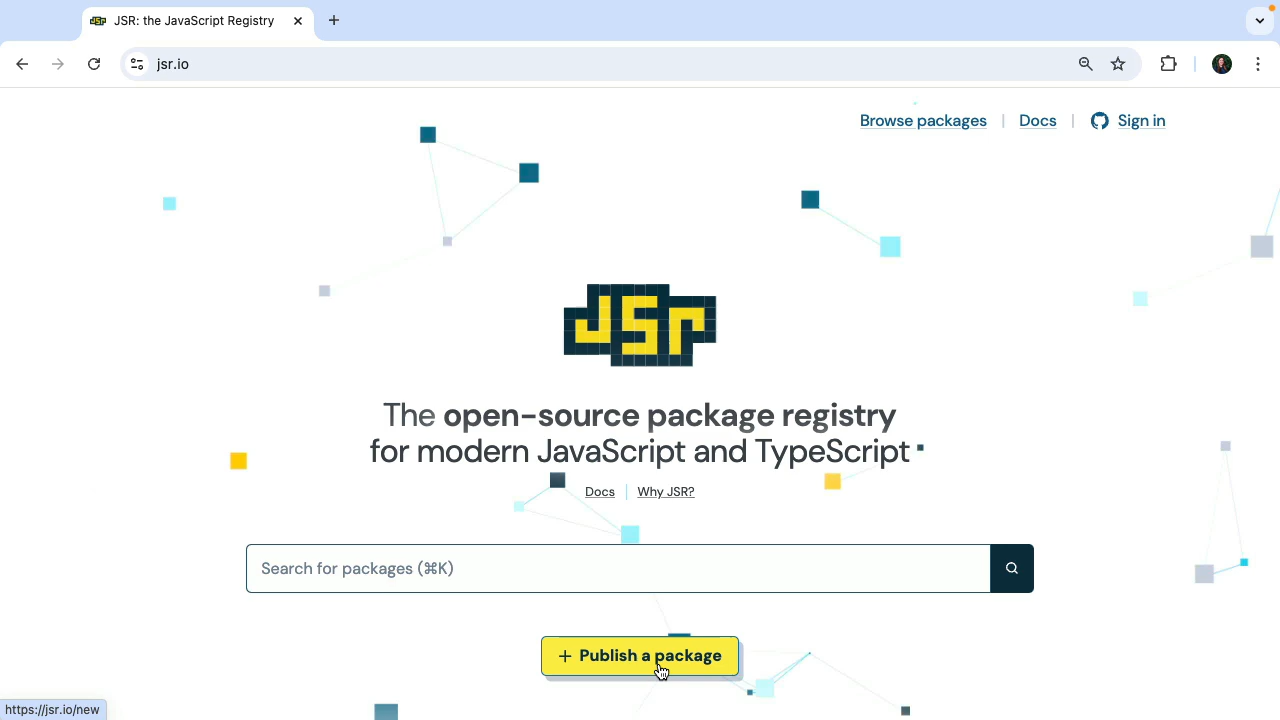 JSR: the JavaScript Registry
jsr.io
Browse packages
Docs
Sign in
jsr
The open-source package registry
for modern JavaScript and TypeScript
Docs
Why JSR?
Search for packages (⌘K)
+ Publish a package
https://jsr.io/new